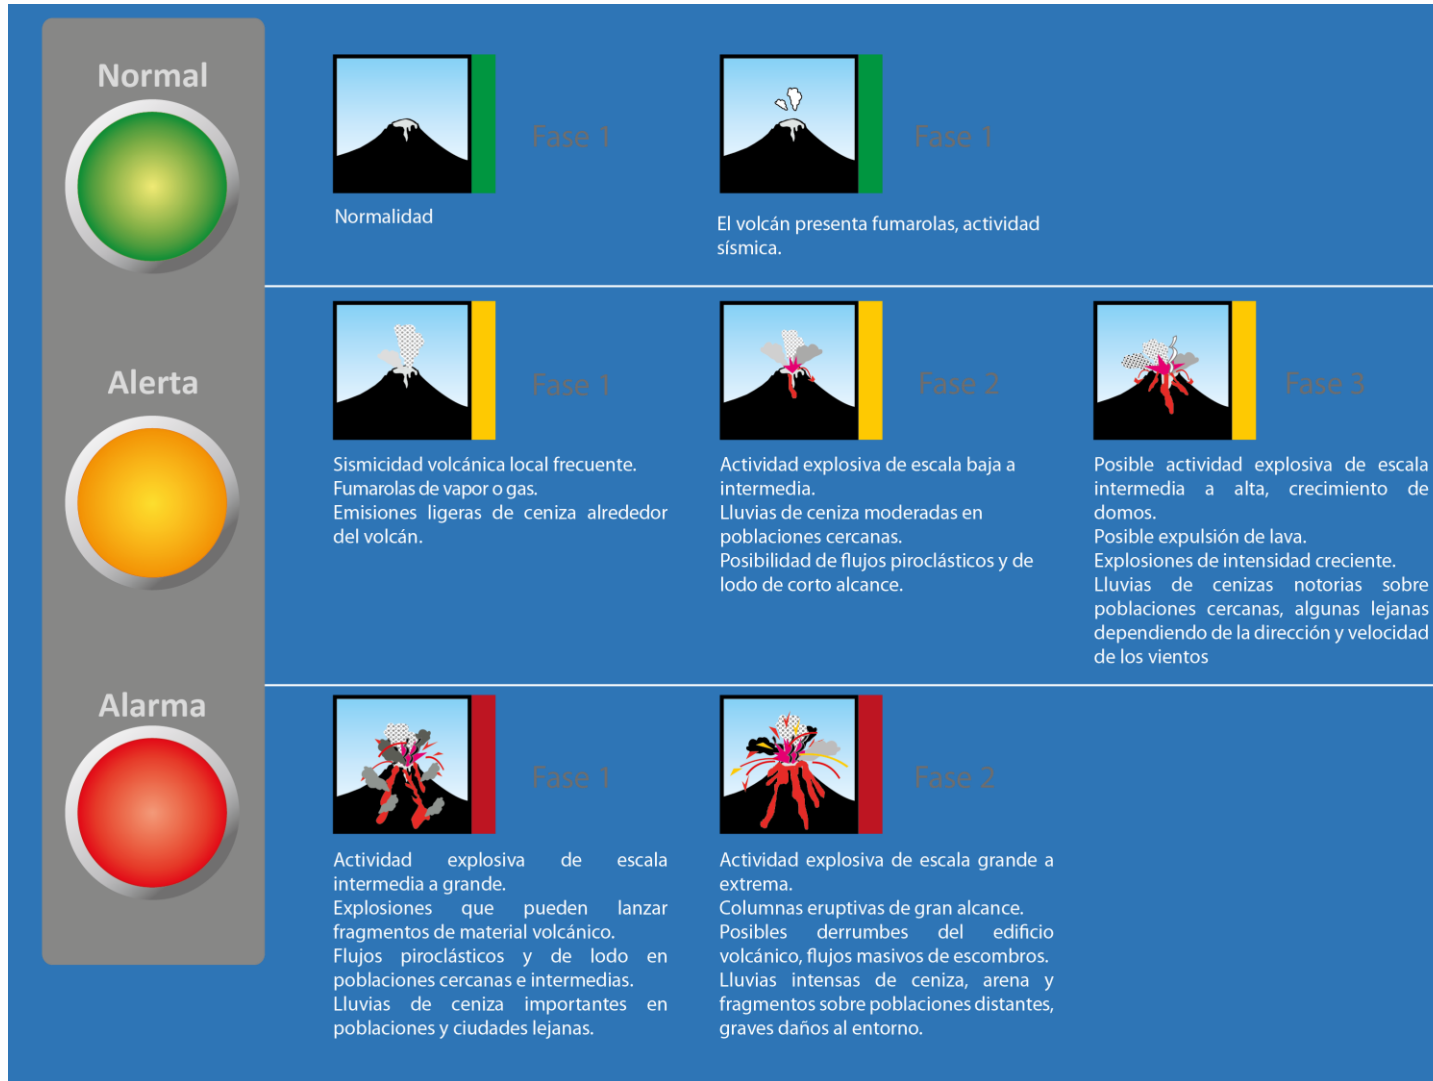 Normal
Fase 1
Normalidad
Fase 1
El volcán presenta fumarolas, actividad
sísmica.
Alerta
Fase 1
Sismicidad volcánica local frecuente.
Fumarolas de vapor o gas.
Emisiones ligeras de ceniza alrededor
del volcán.
Fase 2
Actividad explosiva de escala baja a
intermedia.
Lluvias de ceniza moderadas en
poblaciones cercanas.
Posibilidad de flujos piroclásticos y de
lodo de corto alcance.
Fase 3
Posible actividad explosiva de escala
intermedia a alta, crecimiento de
domos.
Posible expulsión de lava.
Explosiones de intensidad creciente.
Lluvias de cenizas notorias sobre
poblaciones cercanas, algunas lejanas
dependiendo de la dirección y velocidad
de los vientos
Alarma
Fase 1
Actividad explosiva de escala
intermedia a grande.
Explosiones que pueden lanzar
fragmentos de material volcánico.
Flujos piroclásticos y de lodo en
poblaciones cercanas e intermedias.
Lluvias de ceniza importantes en
poblaciones y ciudades lejanas.
Fase 2
Actividad explosiva de escala grande a
extrema.
Columnas eruptivas de gran alcance.
Posibles derrumbes del edificio
volcánico, flujos masivos de escombros.
Lluvias intensas de ceniza, arena y
fragmentos sobre poblaciones distantes,
graves daños al entorno.